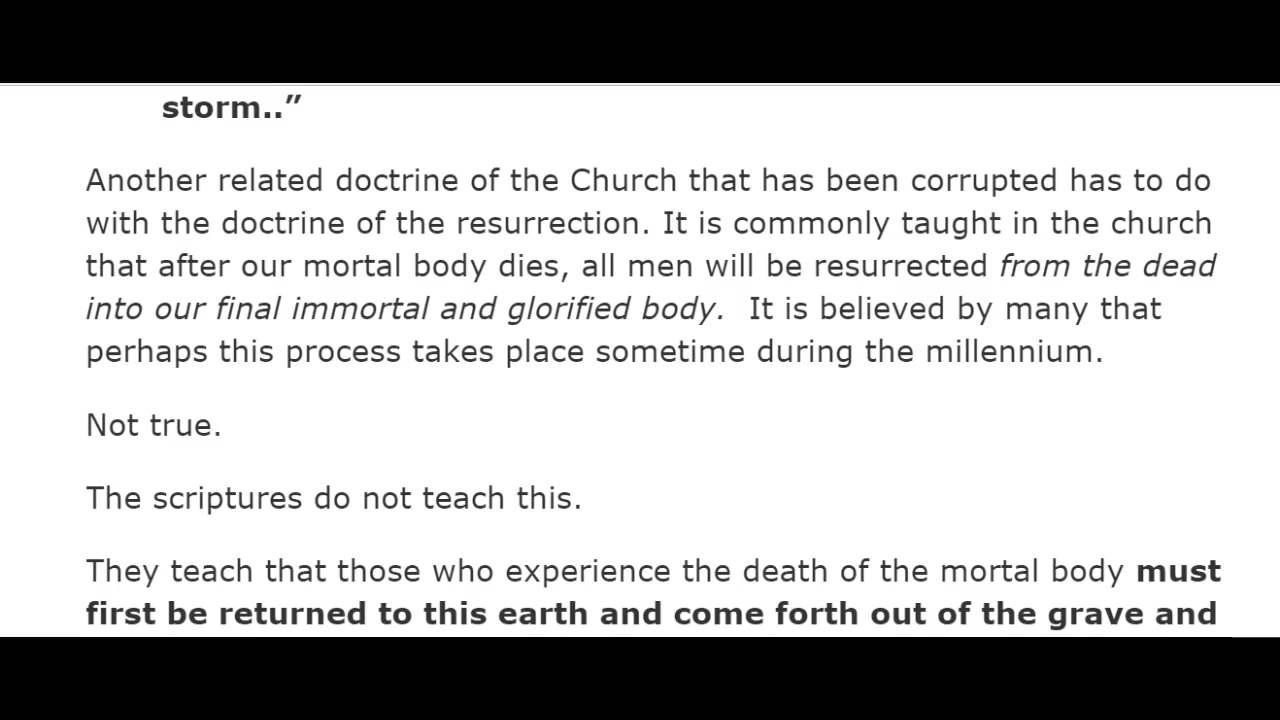 storm..”
Another related doctrine of the Church that has been corrupted has to do
with the doctrine of the resurrection. It is commonly taught in the church
that after our mortal body dies, all men will be resurrected from the dead
into our final immortal and glorified body. It is believed by many that
perhaps this process takes place sometime during the millennium.
Not true.
The scriptures do not teach this.
They teach that those who experience the death of the mortal body must
first be returned to this earth and come forth out of the grave and